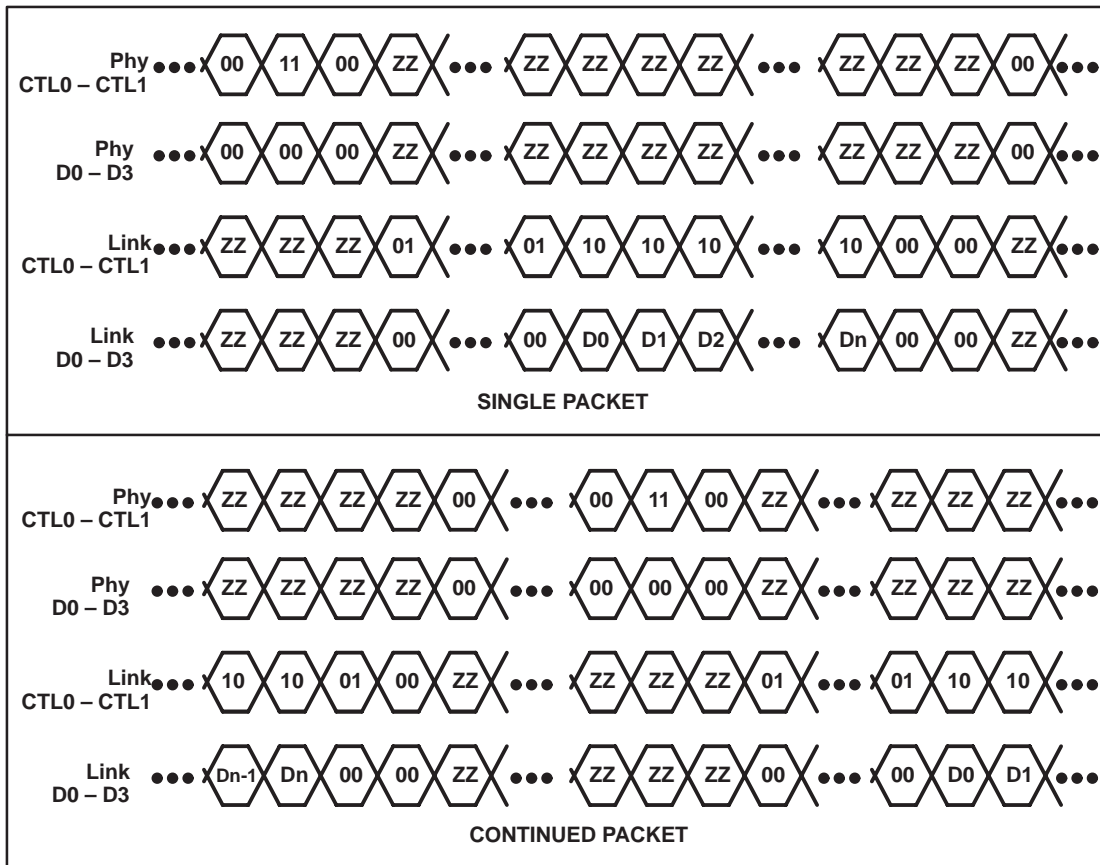 Phy
CTL0 – CTL1
00 11 00 ZZ ZZ ZZ ZZ ZZ ZZ ZZ ZZ 00
Phy
D0 – D3
00 00 00 ZZ ZZ ZZ ZZ ZZ ZZ ZZ ZZ 00
Link
CTL0 – CTL1
ZZ ZZ ZZ 01 01 10 10 10 10 00 00 ZZ
Link
D0 – D3
ZZ ZZ ZZ 00 00 D0 D1 D2 Dn 00 00 ZZ
SINGLE PACKET
Phy
CTL0 – CTL1
ZZ ZZ ZZ ZZ 00 00 11 00 ZZ ZZ ZZ ZZ
Phy
D0 – D3
ZZ ZZ ZZ ZZ 00 00 00 00 ZZ ZZ ZZ ZZ
Link
CTL0 – CTL1
10 10 01 00 ZZ ZZ ZZ ZZ 01 01 10 10
Link
D0 – D3
Dn-1 Dn 00 00 ZZ ZZ ZZ ZZ 00 00 D0 D1
CONTINUED PACKET